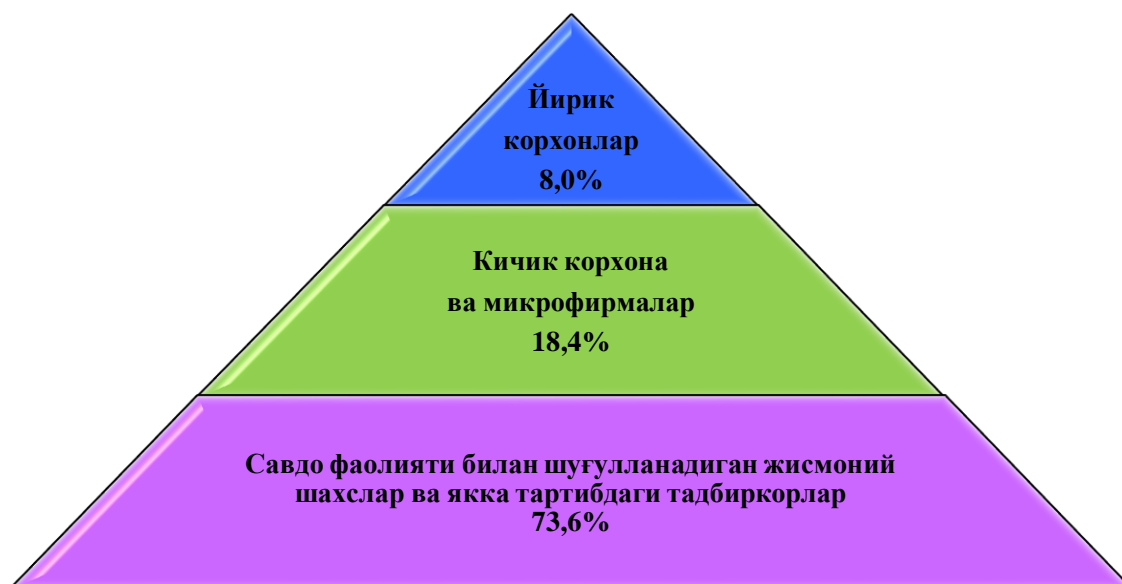 Йирик
корхонлар
8,0%
Кичик корхона
ва микрофирмалар
18,4%
Савдо фаолияти билан шуғулланадиган жисмоний
шахслар ва якка тартибдаги тадбиркорлар
73,6%